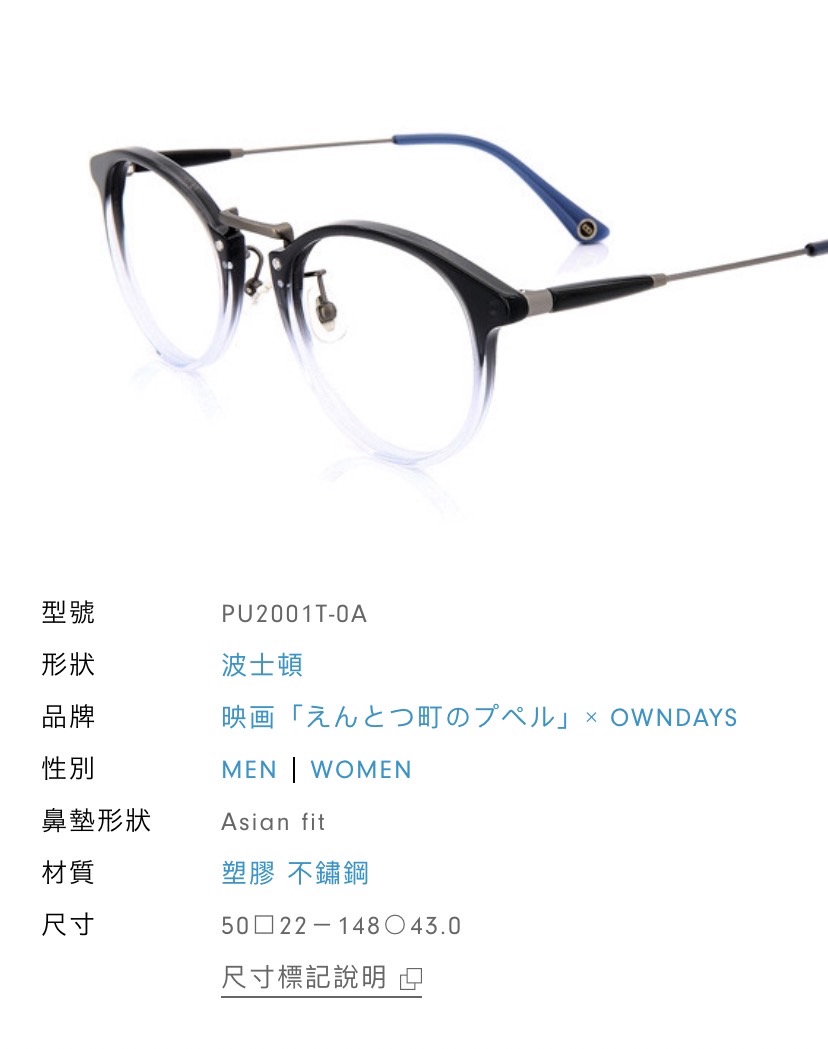 型號 PU2001T-0A
形狀 波士頓
品牌 映画「えんとつ町のプペル」× OWNDAYS
性別 MEN | WOMEN
鼻墊形狀 Asian fit
材質 塑膠 不鏽鋼
尺寸 50□22－148○43.0
尺寸標記說明